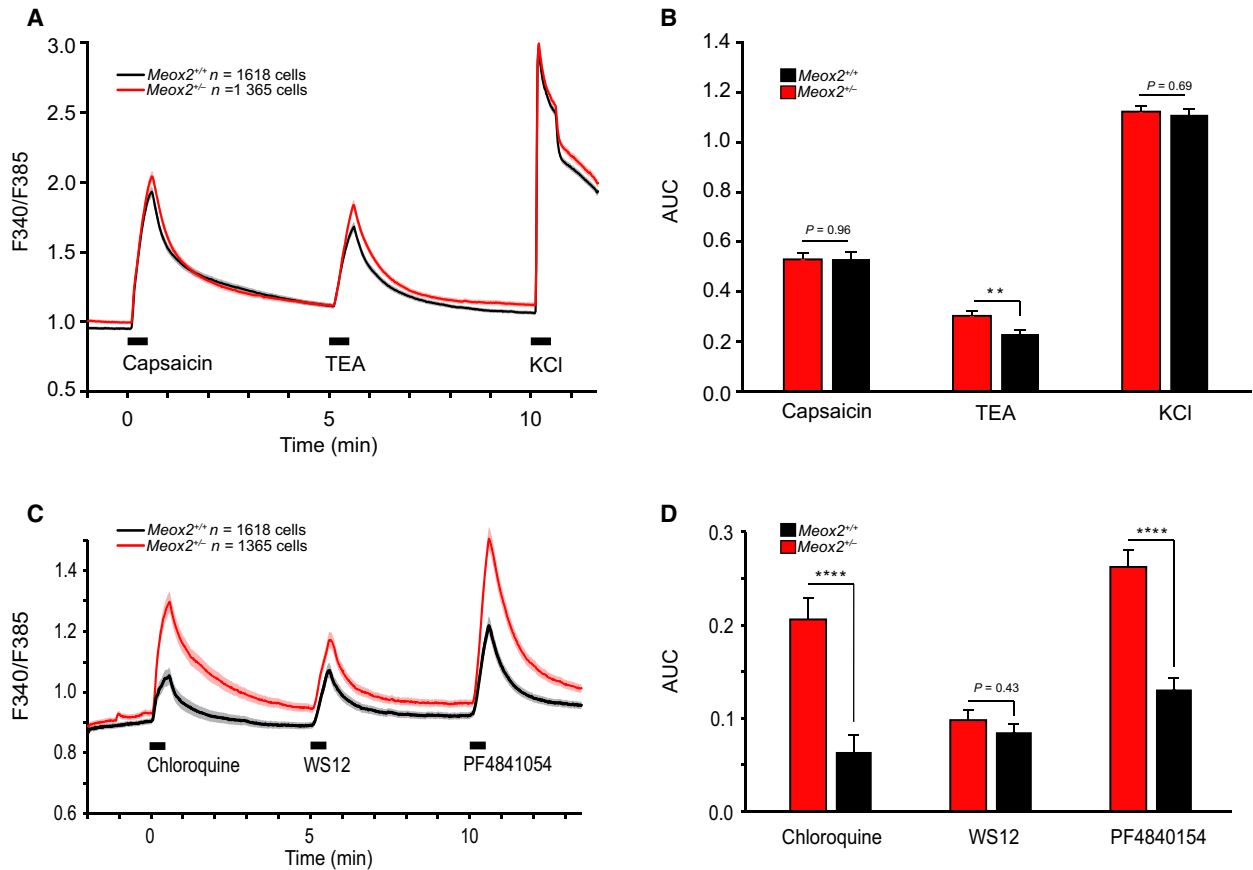 A
Meox2+/+ n = 1618 cells
Meox2+/- n =1 365 cells
F340/F385
3.0
2.5
2.0
1.5
1.0
0.5
Capsaicin
TEA
KCl
0
5
10
Time (min)
B
Meox2+/+
Meox2+/–
AUC
1.4
1.2
1.0
0.8
0.6
0.4
0.2
0.0
P = 0.96
**
P = 0.69
Capsaicin
TEA
KCl
C
Meox2+/+ n = 1618 cells
Meox2+/- n = 1365 cells
F340/F385
1.4
1.2
1.0
0.8
0.6
Chloroquine
WS12
PF4841054
0
5
10
Time (min)
D
Meox2+/+
Meox2+/–
AUC
0.3
0.2
0.1
0.0
****
P = 0.43
****
Chloroquine
WS12
PF4840154